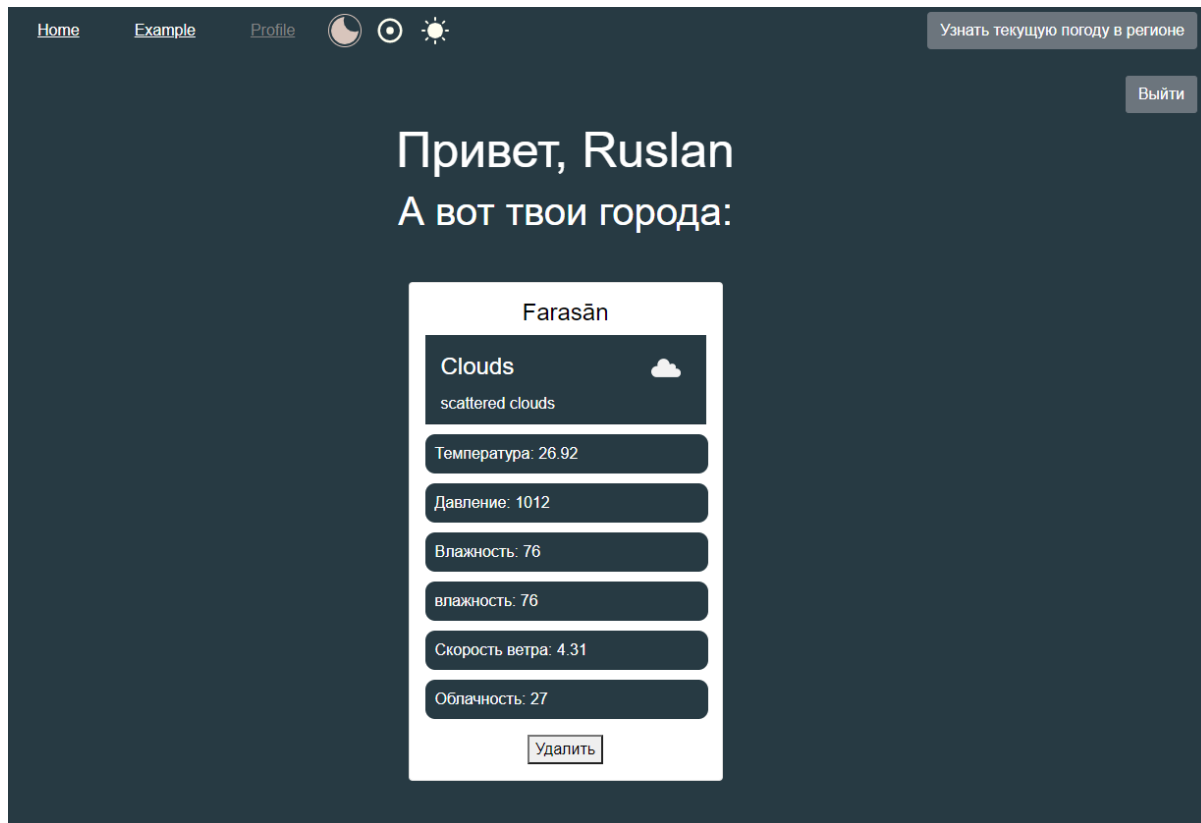 Home Example Profile Узнать текущую погоду в регионе
Выйти
Привет, Ruslan
А вот твои города:
Farasān
Clouds
scattered clouds
Температура: 26.92
Давление: 1012
Влажность: 76
влажность: 76
Скорость ветра: 4.31
Облачность: 27
Удалить